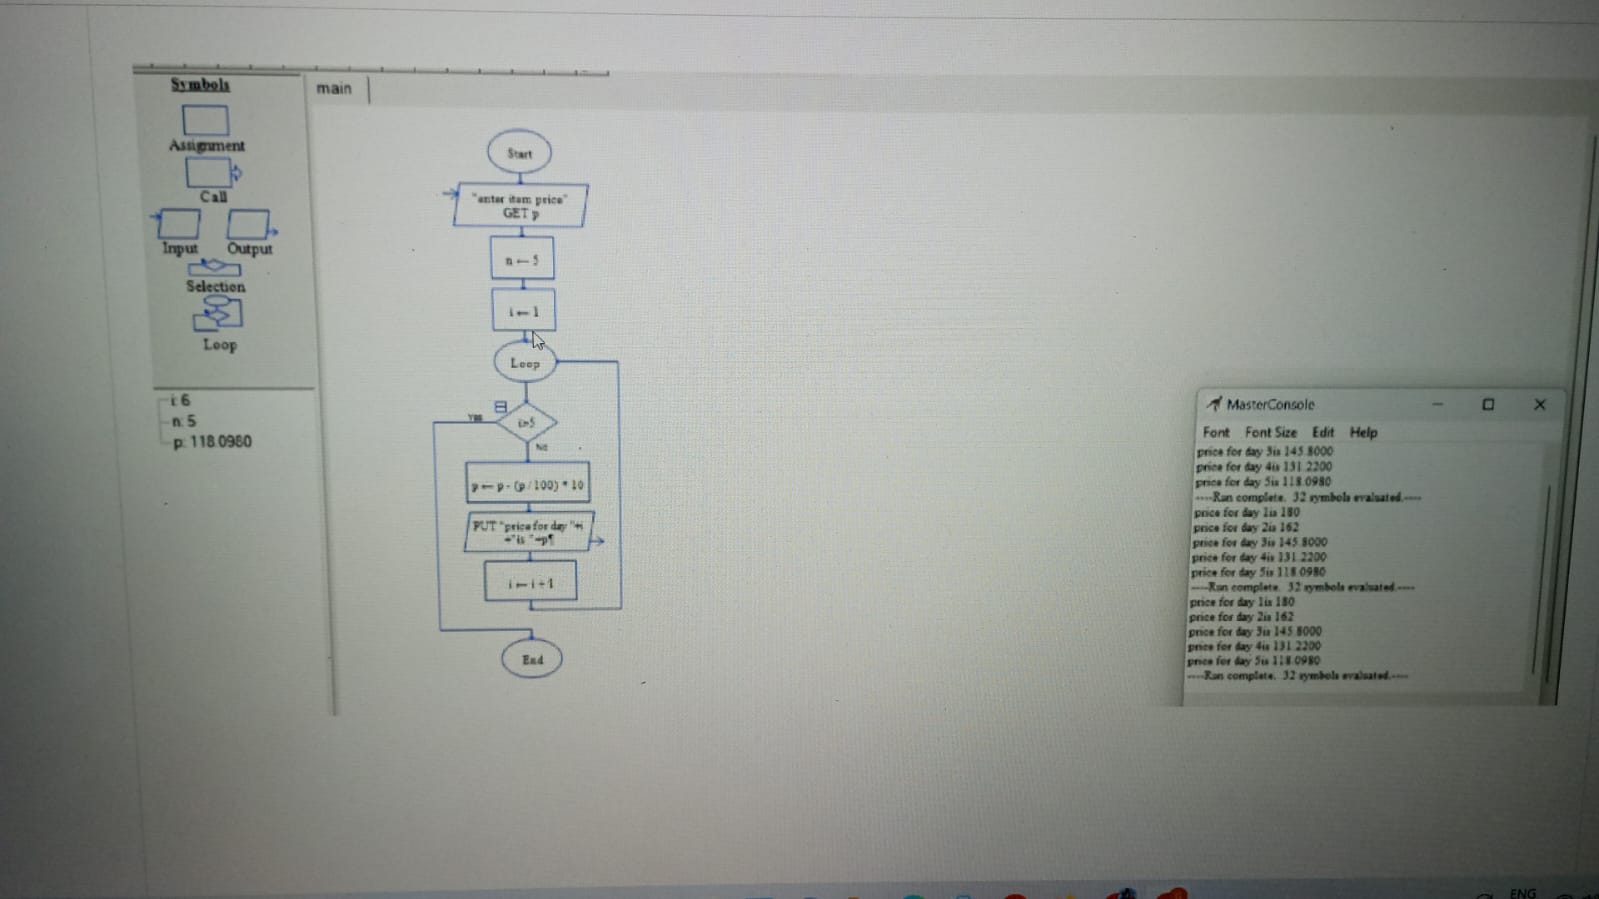 Symbols
Assignment
Call
Input Output
Selection
Loop
i: 6
n: 5
p: 118.0980
main
Start
"enter item price"
GET p
n ← 5
i ← 1
Loop
Yes
i>5
No
p ← p - (p / 100) * 10
PUT "price for day "+i
+"is "+p¶
i ← i + 1
End
MasterConsole
Font Font Size Edit Help
price for day 3is 145.8000
price for day 4is 131.2200
price for day 5is 118.0980
----Run complete. 32 symbols evaluated.----
price for day 1is 180
price for day 2is 162
price for day 3is 145.8000
price for day 4is 131.2200
price for day 5is 118.0980
----Run complete. 32 symbols evaluated.----
price for day 1is 180
price for day 2is 162
price for day 3is 145.8000
price for day 4is 131.2200
price for day 5is 118.0980
----Run complete. 32 symbols evaluated.----
ENG